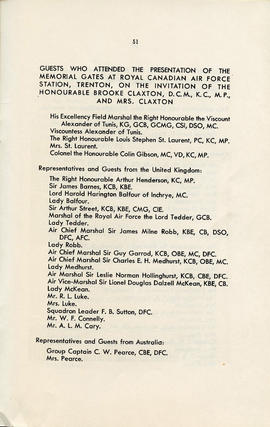 51
GUESTS WHO ATTENDED THE PRESENTATION OF THE
MEMORIAL GATES AT ROYAL CANADIAN AIR FORCE
STATION, TRENTON, ON THE INVITATION OF THE
HONOURABLE BROOKE CLAXTON, D.C.M., K.C., M.P.,
AND MRS. CLAXTON
His Excellency Field Marshal the Right Honourable the Viscount
Alexander of Tunis, KG, GCB, GCMG, CSI, DSO, MC.
Viscountess Alexander of Tunis.
The Right Honourable Louis Stephen St. Laurent, PC, KC, MP.
Mrs. St. Laurent.
Colonel the Honourable Colin Gibson, MC, VD, KC, MP.
Representatives and Guests from the United Kingdom:
The Right Honourable Arthur Henderson, KC, MP.
Sir James Barnes, KCB, KBE.
Lord Harold Harington Balfour of Inchrye, MC.
Lady Balfour.
Sir Arthur Street, KCB, KBE, CMG, CIE.
Marshal of the Royal Air Force the Lord Tedder, GCB.
Lady Tedder.
Air Chief Marshal Sir James Milne Robb, KBE, CB, DSO,
DFC, AFC.
Lady Robb.
Air Chief Marshal Sir Guy Garrod, KCB, OBE, MC, DFC.
Air Chief Marshal Sir Charles E. H. Medhurst, KCB, OBE, MC.
Lady Medhurst.
Air Marshal Sir Leslie Norman Hollinghurst, KCB, CBE, DFC.
Air Vice-Marshal Sir Lionel Douglas Dalzell McKean, KBE, CB.
Lady McKean.
Mr. R. L. Luke.
Mrs. Luke.
Squadron Leader F. B. Sutton, DFC.
Mr. W. F. Connelly.
Mr. A. L. M. Cary.
Representatives and Guests from Australia:
Group Captain C. W. Pearce, CBE, DFC.
Mrs. Pearce.